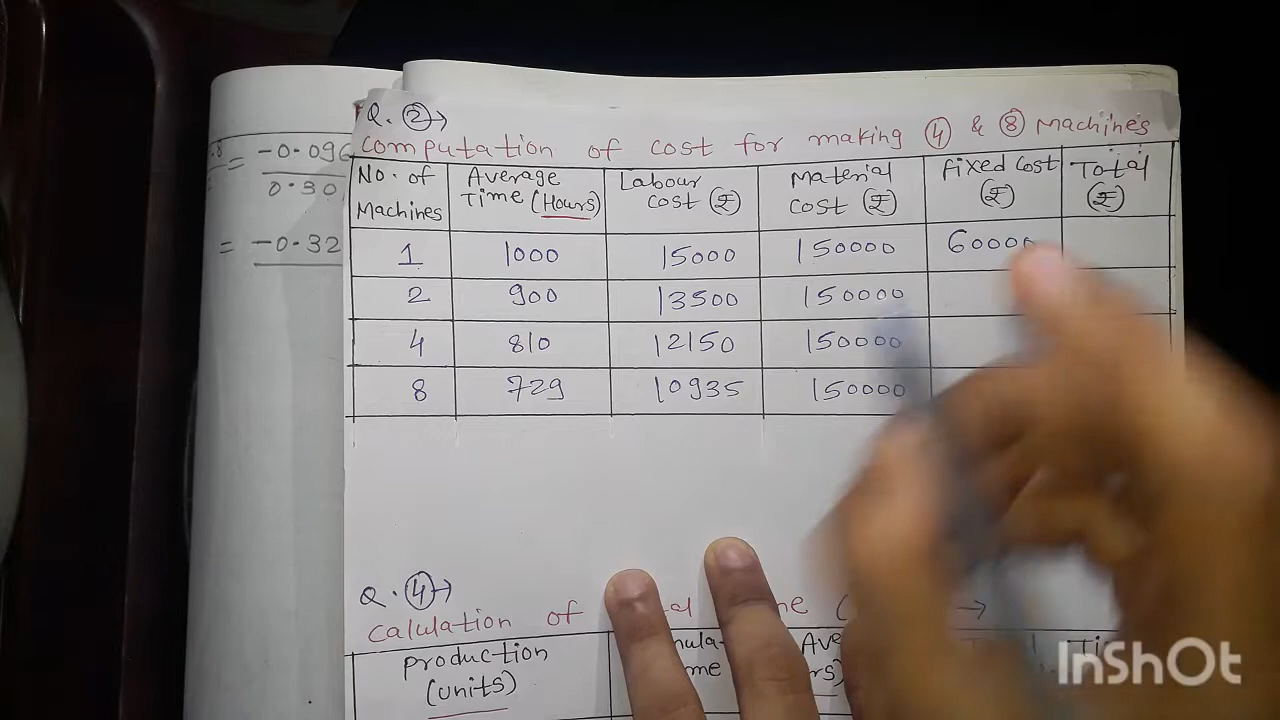 .8 = -0.096
0.30
= -0.32
Q. ②→
Computation of cost for making ④ & ⑧ Machines
No. of Machines Average Time (Hours) Labour cost (₹) Material cost (₹) fixed cost (₹) Total (₹)
1 1000 15000 150000 60000
2 900 13500 150000
4 810 12150 150000
8 729 10935 150000
Q. ④→
Calulation of
production (units)
InShOt